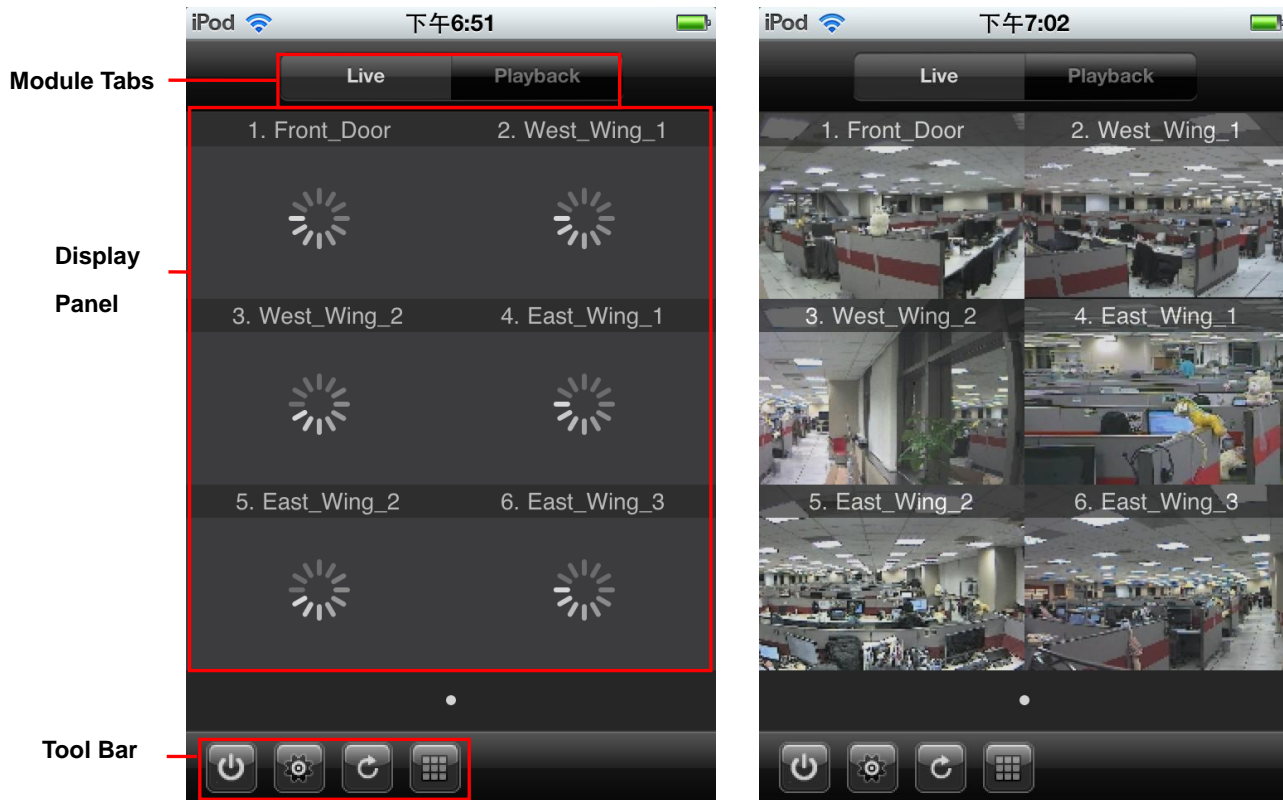 iPod 下午6:51
Module Tabs
Live Playback
1. Front_Door 2. West_Wing_1
Display
Panel
3. West_Wing_2 4. East_Wing_1
5. East_Wing_2 6. East_Wing_3
Tool Bar
iPod 下午7:02
Live Playback
1. Front_Door 2. West_Wing_1
3. West_Wing_2 4. East_Wing_1
5. East_Wing_2 6. East_Wing_3